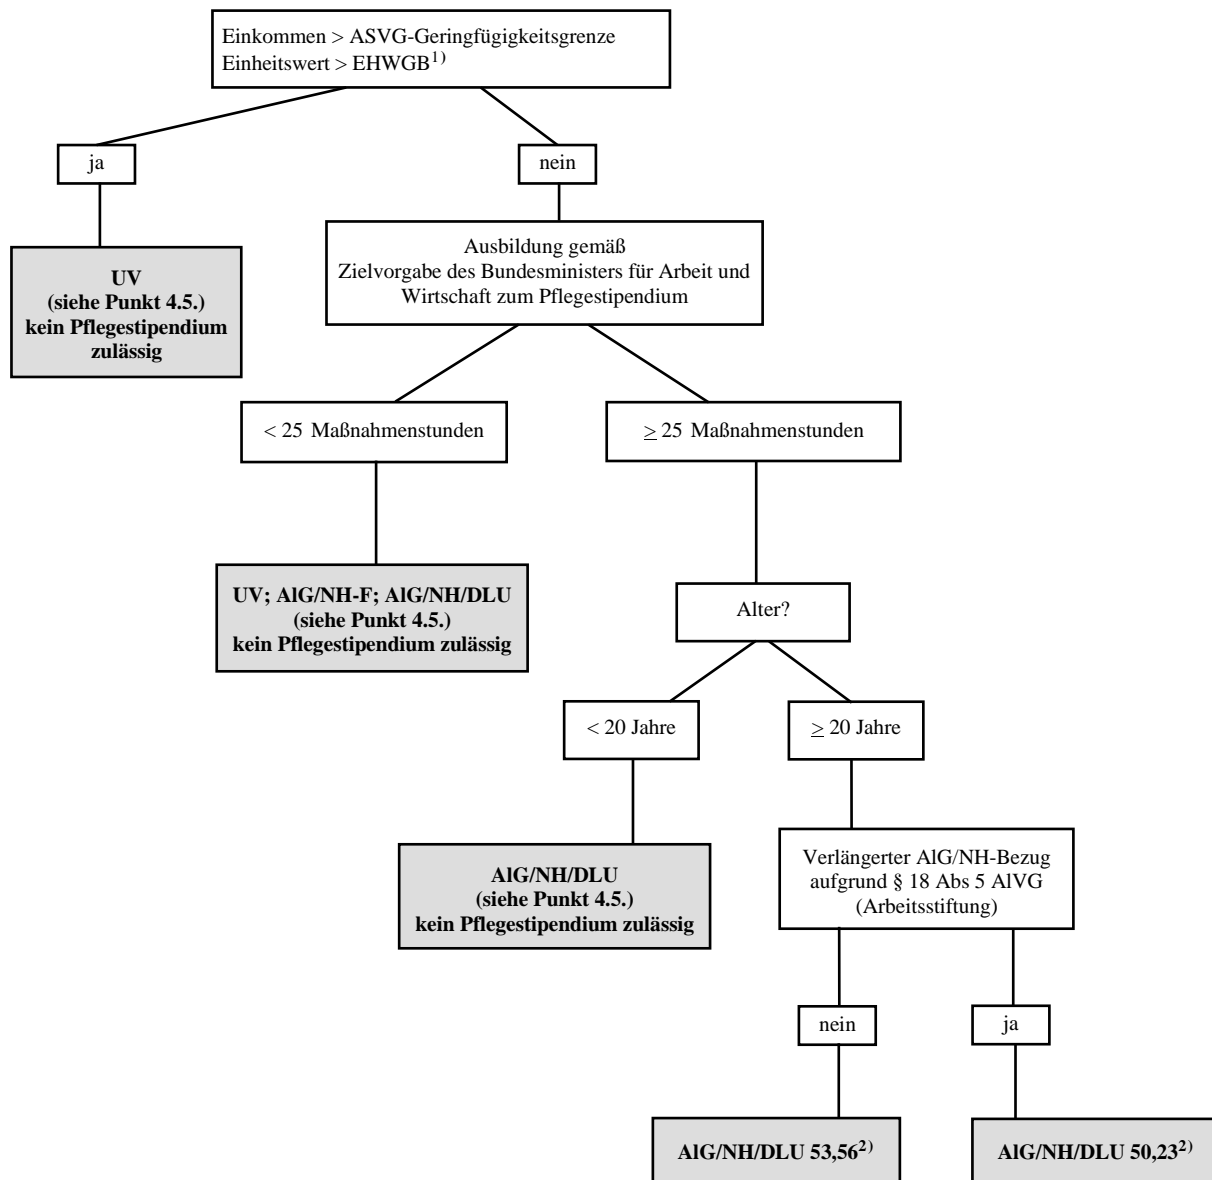 Einkommen > ASVG-Geringfügigkeitsgrenze
Einheitswert > EHWGB1)
ja
nein
UV
(siehe Punkt 4.5.)
kein Pflegestipendium
zulässig
Ausbildung gemäß
Zielvorgabe des Bundesministers für Arbeit und
Wirtschaft zum Pflegestipendium
< 25 Maßnahmenstunden
≥ 25 Maßnahmenstunden
UV; AlG/NH-F; AlG/NH/DLU
(siehe Punkt 4.5.)
kein Pflegestipendium zulässig
Alter?
< 20 Jahre
≥ 20 Jahre
AlG/NH/DLU
(siehe Punkt 4.5.)
kein Pflegestipendium zulässig
Verlängerter AlG/NH-Bezug
aufgrund § 18 Abs 5 AlVG
(Arbeitsstiftung)
nein
ja
AlG/NH/DLU 53,562)
AlG/NH/DLU 50,232)